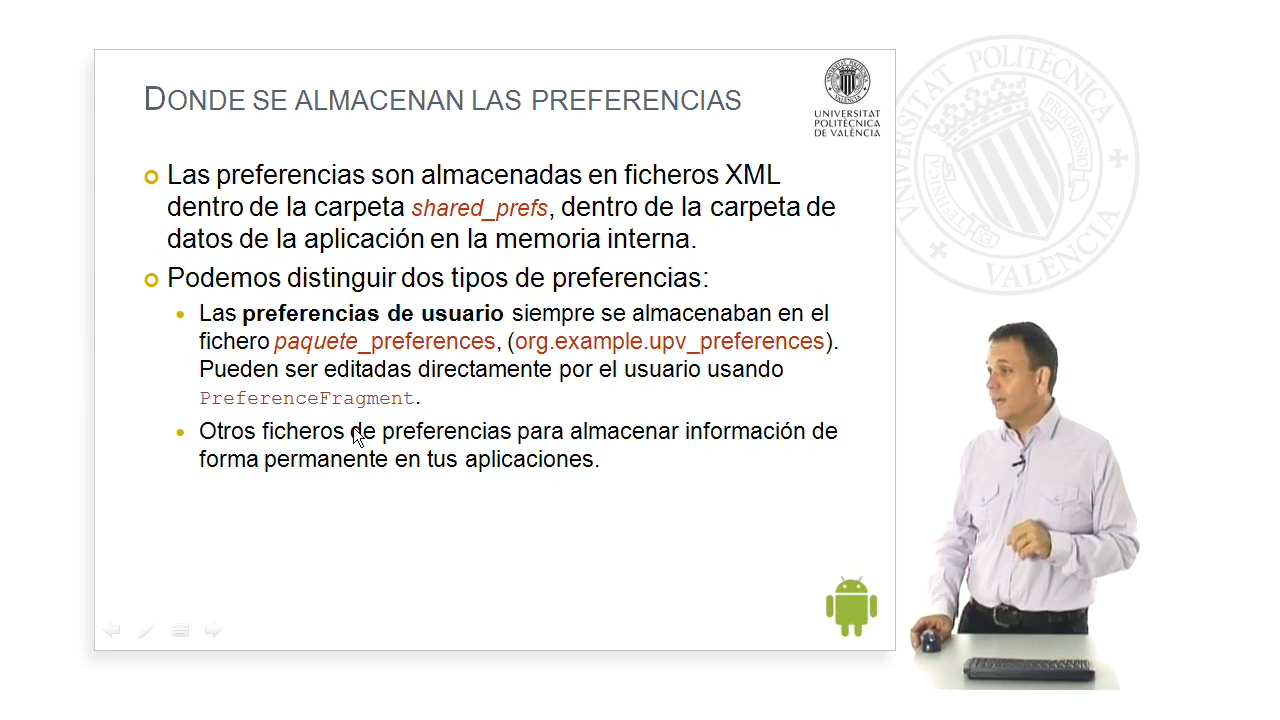 DONDE SE ALMACENAN LAS PREFERENCIAS
UNIVERSITAT
POLITÈCNICA
DE VALÈNCIA
Las preferencias son almacenadas en ficheros XML
dentro de la carpeta shared_prefs, dentro de la carpeta de
datos de la aplicación en la memoria interna.
Podemos distinguir dos tipos de preferencias:
Las preferencias de usuario siempre se almacenaban en el
fichero paquete_preferences, (org.example.upv_preferences).
Pueden ser editadas directamente por el usuario usando
PreferenceFragment.
Otros ficheros de preferencias para almacenar información de
forma permanente en tus aplicaciones.
POLITÈCNICA
VALÈNCIA